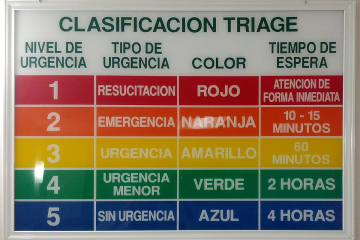 CLASIFICACION TRIAGE
NIVEL DE URGENCIA TIPO DE URGENCIA COLOR TIEMPO DE ESPERA
1 RESUCITACION ROJO ATENCION DE FORMA INMEDIATA
2 EMERGENCIA NARANJA 10 - 15 MINUTOS
3 URGENCIA AMARILLO 60 MINUTOS
4 URGENCIA MENOR VERDE 2 HORAS
5 SIN URGENCIA AZUL 4 HORAS